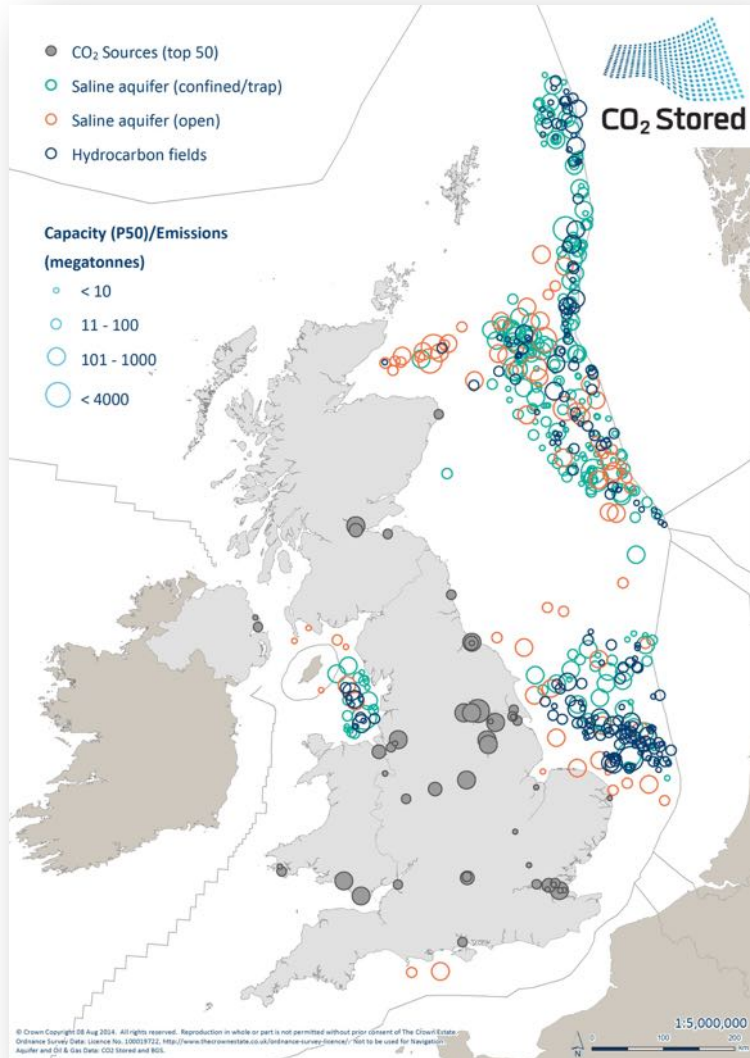 CO₂ Sources (top 50)
Saline aquifer (confined/trap)
Saline aquifer (open)
Hydrocarbon fields
CO₂ Stored
Capacity (P50)/Emissions
(megatonnes)
< 10
11 - 100
101 - 1000
< 4000
© Crown Copyright 08 Aug 2014. All rights reserved. Reproduction in whole or part is not permitted without prior consent of The Crown Estate.
Ordnance Survey Data: Licence No. 100019722, http://www.thecrownestate.co.uk/ordnance-survey-licence/. Not to be used for Navigation
Aquifer and Oil & Gas Data: CO2 Stored and BGS.
N
1:5,000,000
0 100 200